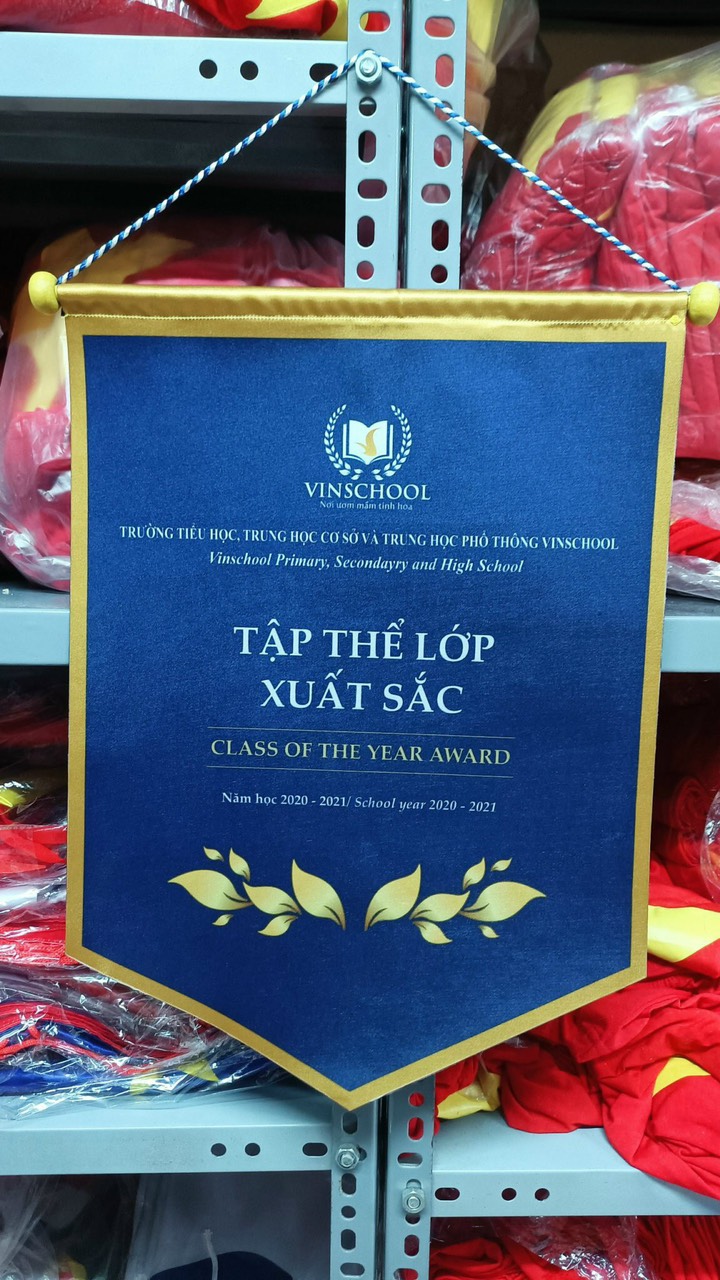 VINSCHOOL
Nơi ươm mầm tinh hoa
TRƯỜNG TIỂU HỌC, TRUNG HỌC CƠ SỞ VÀ TRUNG HỌC PHỔ THÔNG VINSCHOOL
Vinschool Primary, Secondayry and High School
TẬP THỂ LỚP
XUẤT SẮC
CLASS OF THE YEAR AWARD
Năm học 2020 - 2021/ School year 2020 - 2021